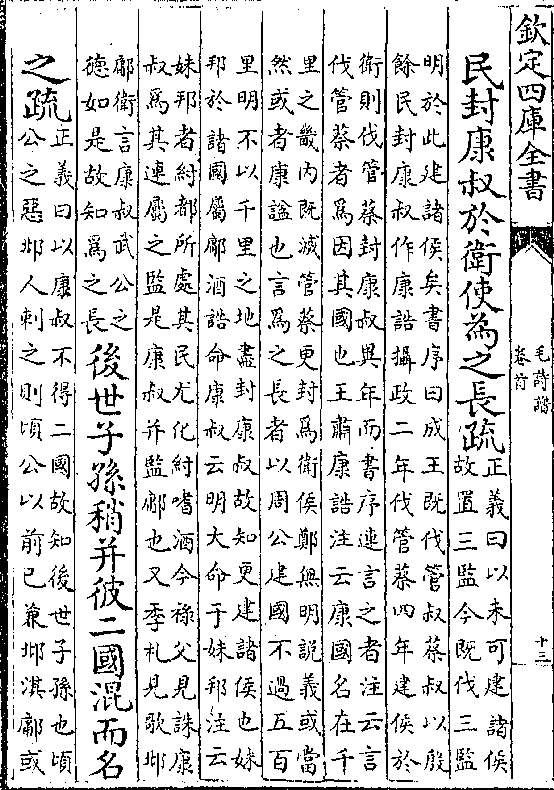 欽定四庫全書
毛詩譜
卷首
十三
民封康叔於衛使為之長疏
正義曰以未可建諸侯
故置三監今既伐三監
明於此建諸侯矣書序曰成王既伐管叔蔡叔以殷
餘民封康叔作康誥攝政二年伐管蔡四年建侯於
衛則伐管蔡封康叔異年而書序連言之者注云言
伐管蔡者為因其國也王肅康誥注云康國名在千
里之畿内既滅管蔡更封為衛侯鄭無明說義或當
然或者康諡也言為之長者以周公建國不過五百
里明不以千里之地盡封康叔故知更建諸侯也妹
邦於諸國屬鄘酒誥命康叔云明大命于妹邦注云
妹邦者紂都所處其民尤化紂嗜酒今祿父見誅康
叔為其連屬之監是康叔并監鄘也又季札見歌邶
鄘衛言康叔武公之
德如是故知為之長
後世子孫稍并彼二國混而名
之疏
正義曰以康叔不得二國故知後世子孫也頃
公之惡邶人刺之則頃公以前已兼邶淇鄘或